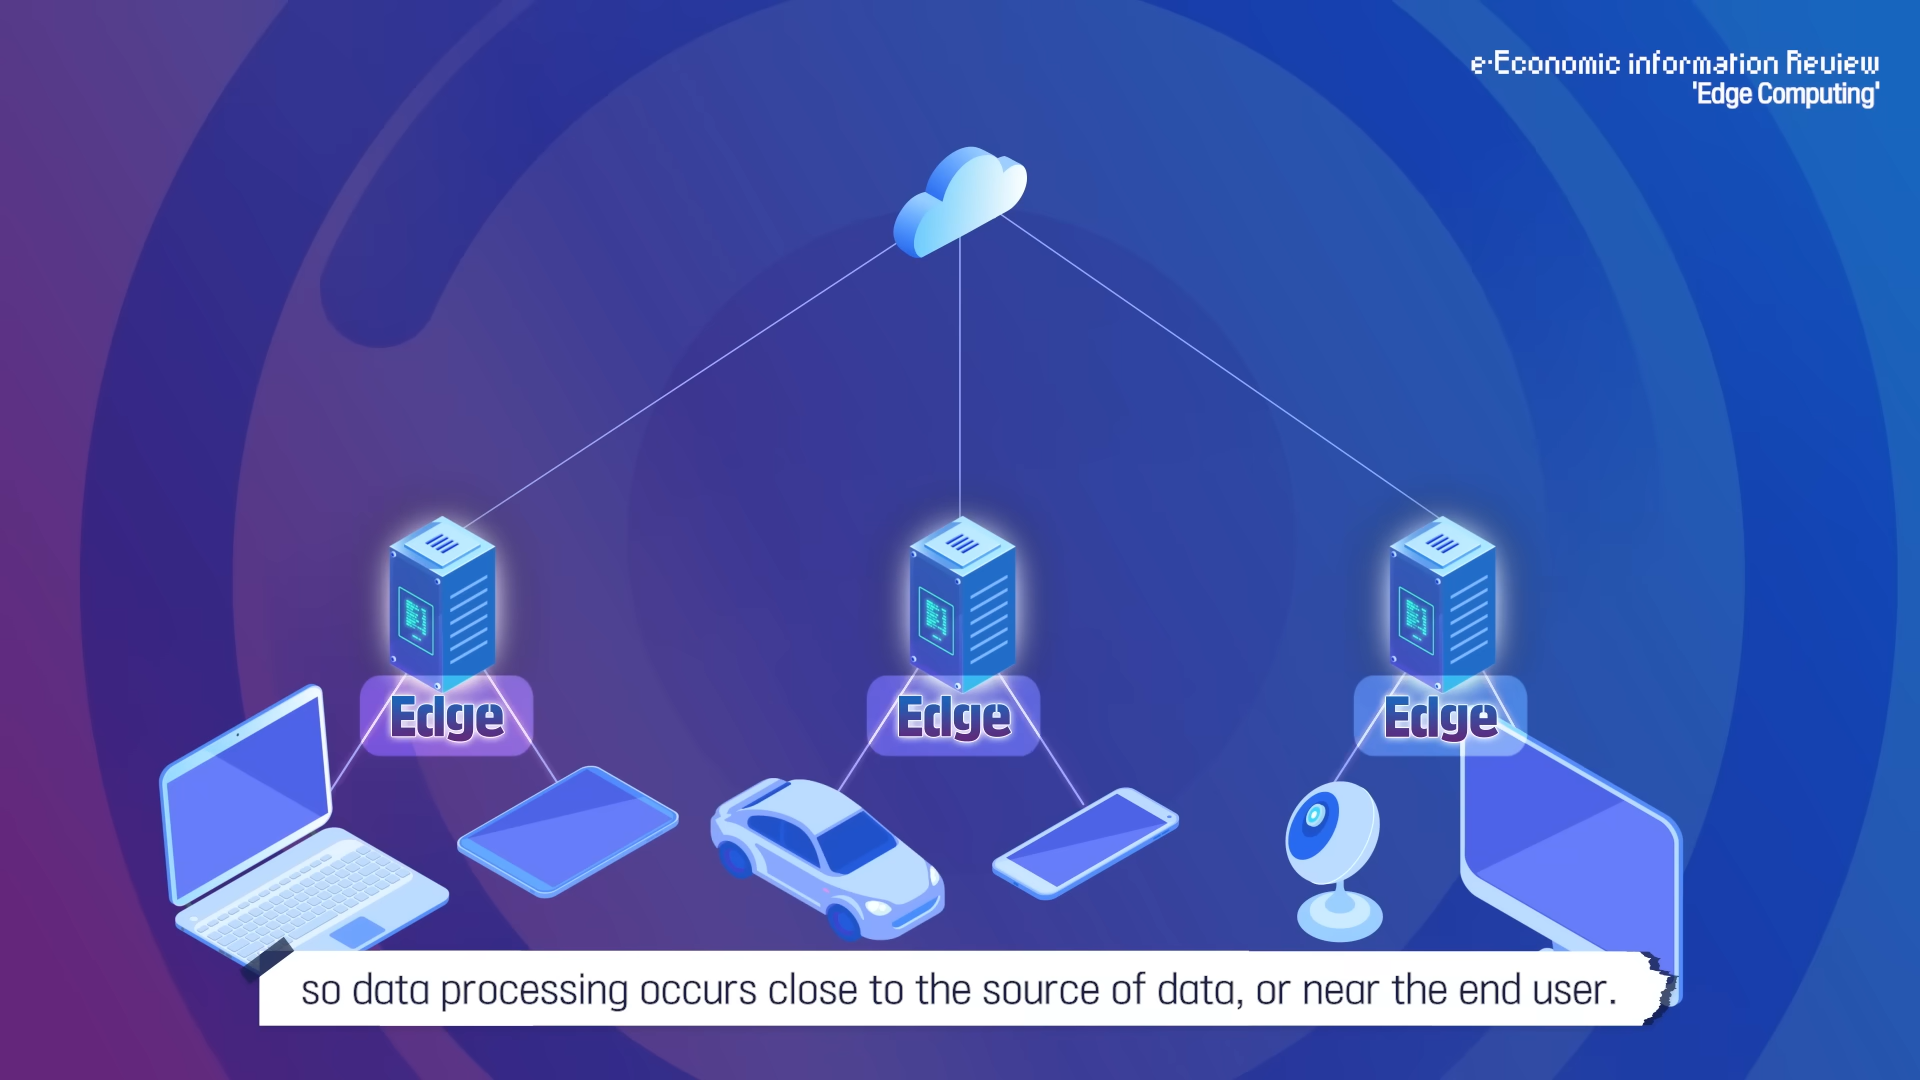 e·Economic information Review
'Edge Computing'
Edge
Edge
Edge
so data processing occurs close to the source of data, or near the end user.